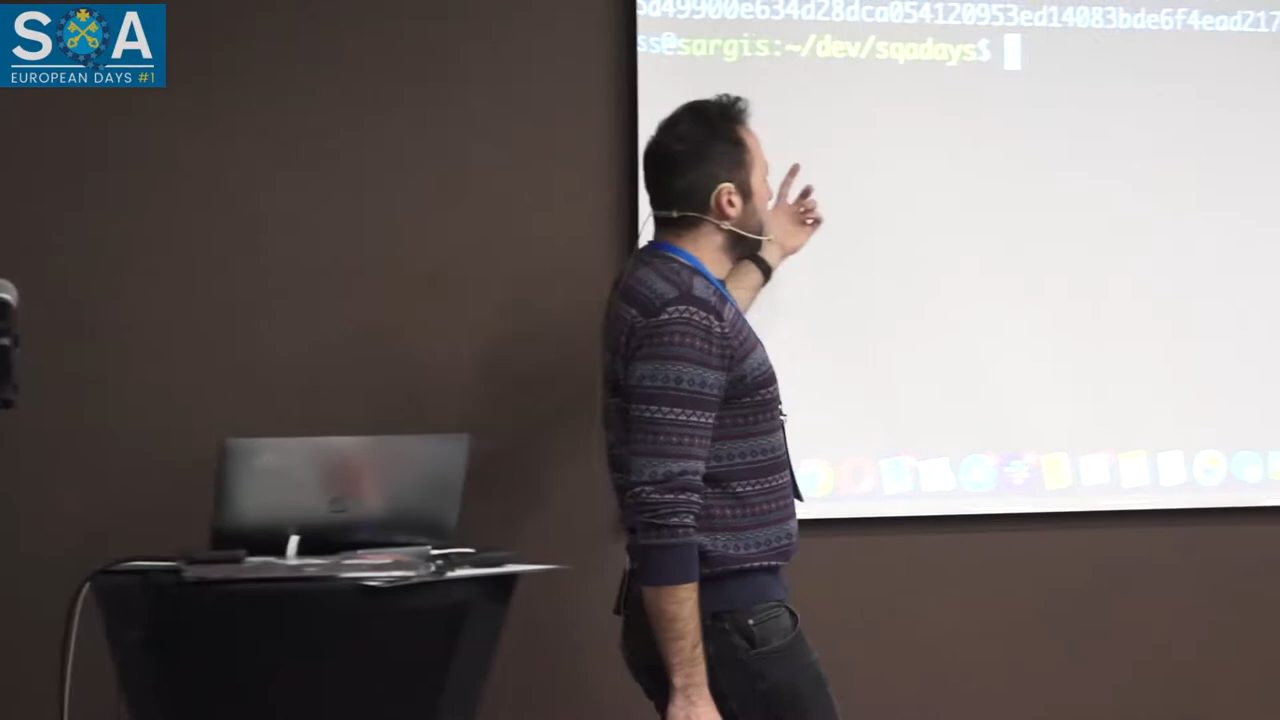 SQA
EUROPEAN DAYS #1
5d49900e634d28dca054120953ed14083bde6f4ead217
ss@sargis:~/dev/sqadays$